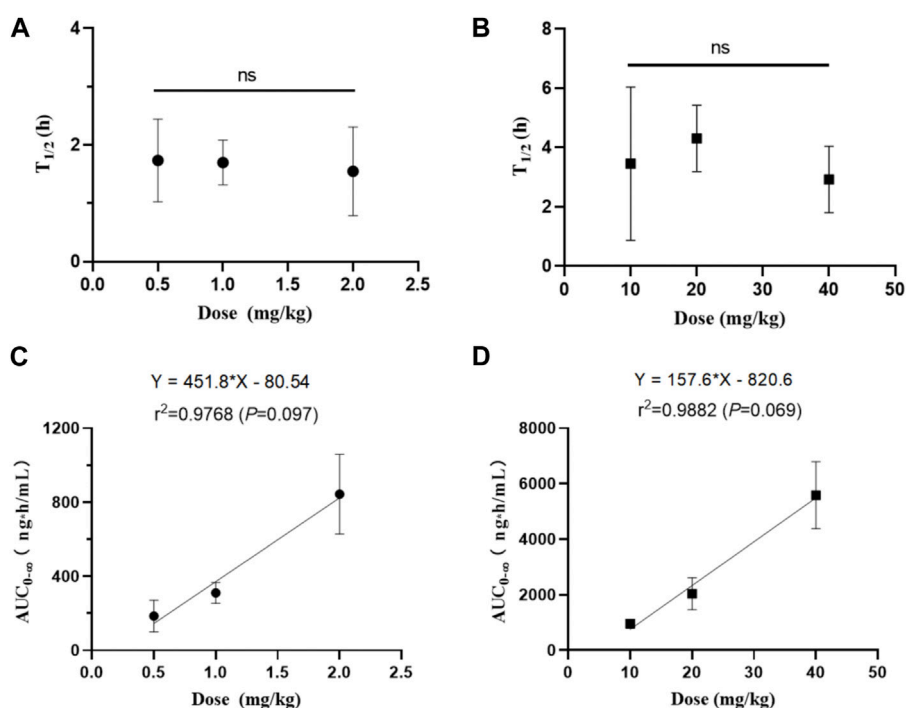 A
4
2
0
T1/2 (h)
ns
0.0 0.5 1.0 1.5 2.0 2.5
Dose (mg/kg)
B
8
6
4
2
0
T1/2 (h)
ns
0 10 20 30 40 50
Dose (mg/kg)
C
Y = 451.8*X - 80.54
r²=0.9768 (P=0.097)
1200
800
400
0
AUC0-∞ ( ng*h/mL)
0.0 0.5 1.0 1.5 2.0 2.5
Dose (mg/kg)
D
Y = 157.6*X - 820.6
r²=0.9882 (P=0.069)
8000
6000
4000
2000
0
AUC0-∞ ( ng*h/mL)
0 10 20 30 40 50
Dose (mg/kg)